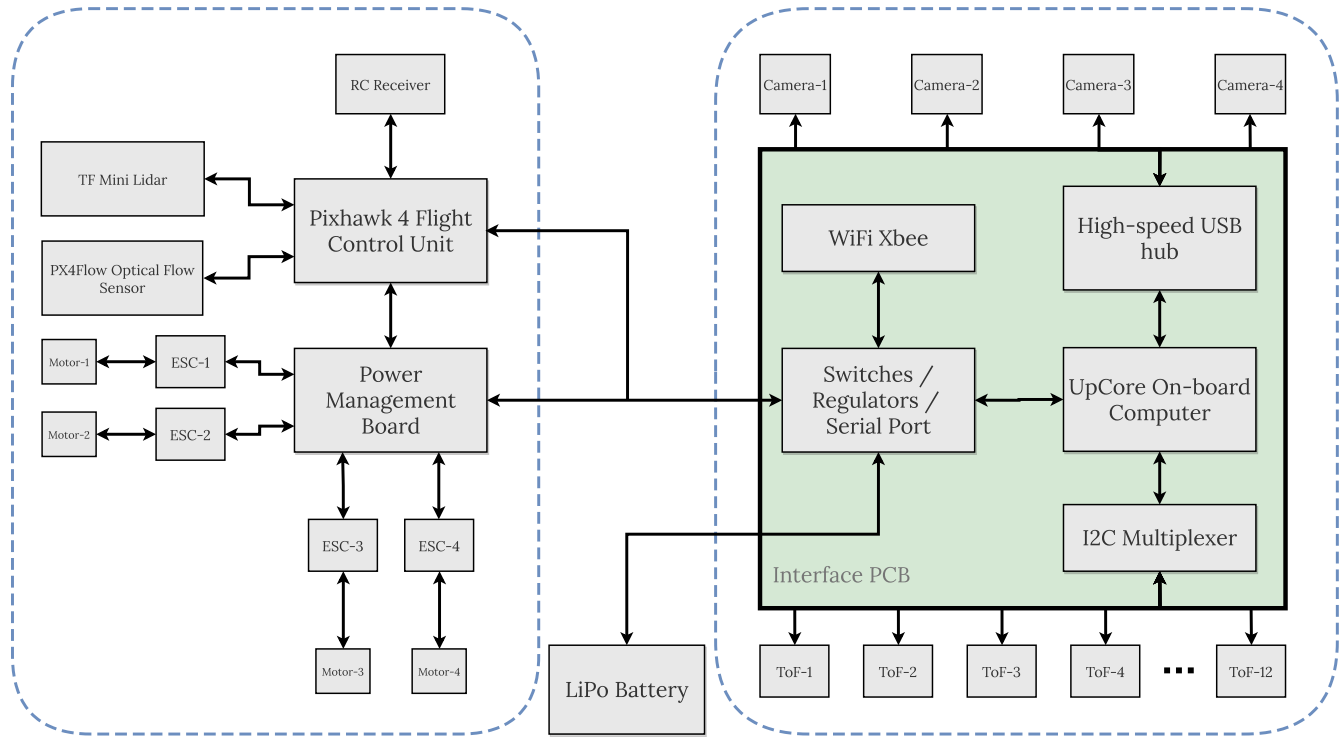 RC Receiver
TF Mini Lidar
Pixhawk 4 Flight
Control Unit
PX4Flow Optical Flow
Sensor
Motor-1
ESC-1
Motor-2
ESC-2
Power
Management
Board
ESC-3
ESC-4
Motor-3
Motor-4
LiPo Battery
Camera-1
Camera-2
Camera-3
Camera-4
WiFi Xbee
High-speed USB
hub
Switches /
Regulators /
Serial Port
UpCore On-board
Computer
I2C Multiplexer
Interface PCB
ToF-1
ToF-2
ToF-3
ToF-4
...
ToF-12